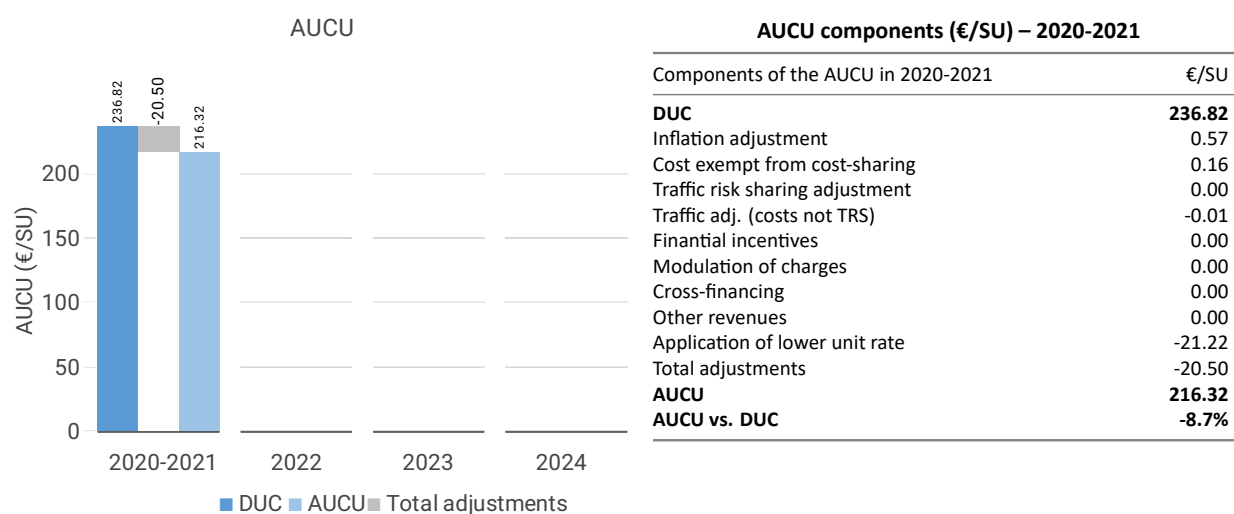 AUCU
236.82
-20.50
216.32
AUCU (€/SU)
200
150
100
50
0
2020-2021
2022
2023
2024
DUC AUCU Total adjustments
AUCU components (€/SU) – 2020-2021
Components of the AUCU in 2020-2021 €/SU
DUC 236.82
Inflation adjustment 0.57
Cost exempt from cost-sharing 0.16
Traffic risk sharing adjustment 0.00
Traffic adj. (costs not TRS) -0.01
Finantial incentives 0.00
Modulation of charges 0.00
Cross-financing 0.00
Other revenues 0.00
Application of lower unit rate -21.22
Total adjustments -20.50
AUCU 216.32
AUCU vs. DUC -8.7%